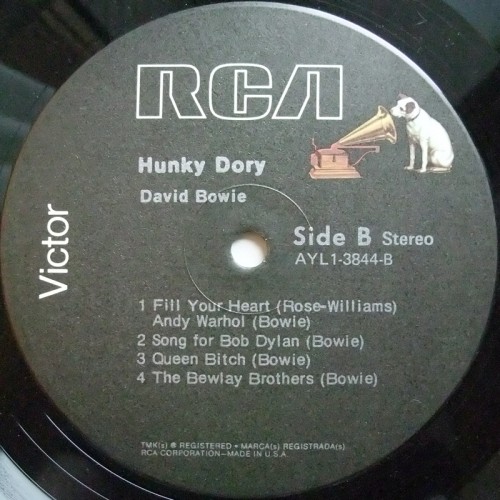 RCA
Hunky Dory
David Bowie
Victor
Side B Stereo
AYL1-3844-B
1 Fill Your Heart (Rose-Williams)
Andy Warhol (Bowie)
2 Song for Bob Dylan (Bowie)
3 Queen Bitch (Bowie)
4 The Bewlay Brothers (Bowie)
TMK(s) ® REGISTERED • MARCA(s) REGISTRADA(s)
RCA CORPORATION—MADE IN U.S.A.